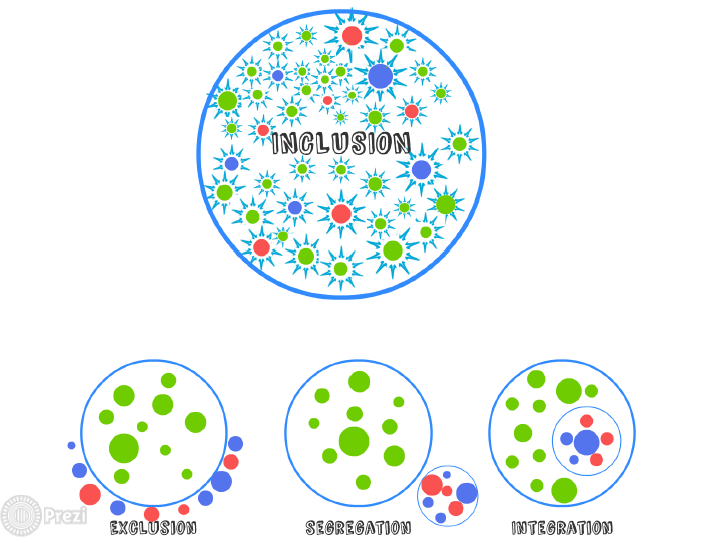 INCLUSION
EXCLUSION
SEGREGATION
INTEGRATION
Prezi